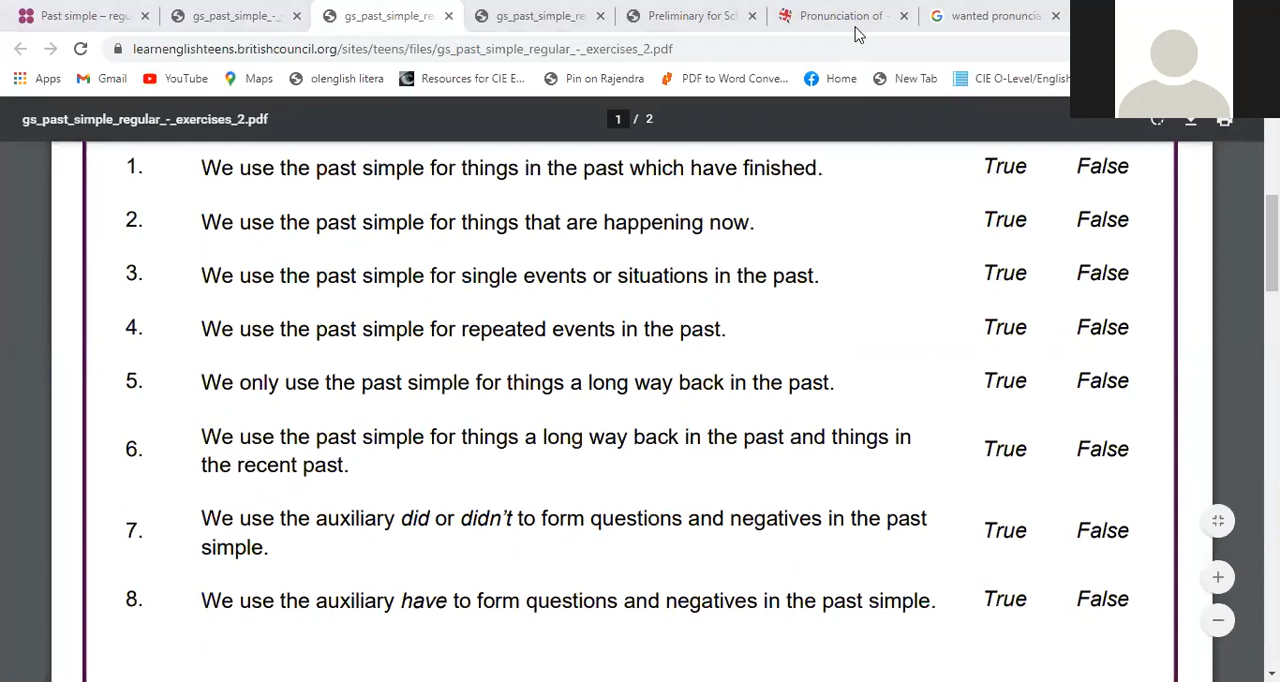 Past simple – regu
gs_past_simple_-_
gs_past_simple_re
gs_past_simple_re
Preliminary for Scl
Pronunciation of
wanted pronuncia
learnenglishteens.britishcouncil.org/sites/teens/files/gs_past_simple_regular_-_exercises_2.pdf
Apps Gmail YouTube Maps olenglish litera Resources for CIE E... Pin on Rajendra PDF to Word Conve... Home New Tab CIE O-Level/English
gs_past_simple_regular_-_exercises_2.pdf 1 / 2
1. We use the past simple for things in the past which have finished. True False
2. We use the past simple for things that are happening now. True False
3. We use the past simple for single events or situations in the past. True False
4. We use the past simple for repeated events in the past. True False
5. We only use the past simple for things a long way back in the past. True False
6. We use the past simple for things a long way back in the past and things in
the recent past. True False
7. We use the auxiliary did or didn't to form questions and negatives in the past
simple. True False
8. We use the auxiliary have to form questions and negatives in the past simple. True False